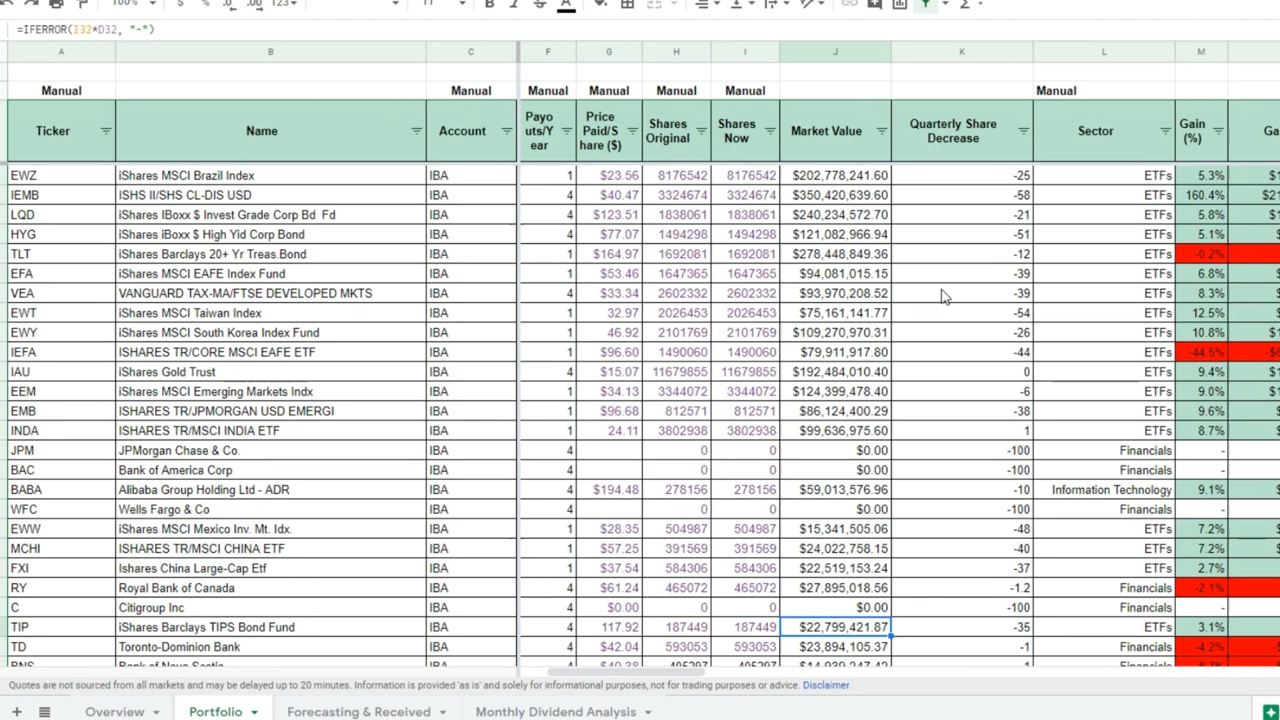 100%
$
%
.0
.00
123
11
B
=IFERROR(I32*D32, "-")
A B C F G H I J K L M
Manual Manual Manual Manual Manual Manual Manual
Ticker Name Account Payo uts/Y ear Price Paid/S hare ($) Shares Original Shares Now Market Value Quarterly Share Decrease Sector Gain (%)
EWZ iShares MSCI Brazil Index IBA 1 $23.56 8176542 8176542 $202,778,241.60 -25 ETFs 5.3%
IEMB ISHS II/SHS CL-DIS USD IBA 4 $40.47 3324674 3324674 $350,420,639.60 -58 ETFs 160.4%
LQD iShares IBoxx $ Invest Grade Corp Bd Fd IBA 4 $123.51 1838061 1838061 $240,234,572.70 -21 ETFs 5.8%
HYG iShares iBoxx $ High Yld Corp Bond IBA 4 $77.07 1494298 1494298 $121,082,966.94 -51 ETFs 5.1%
TLT iShares Barclays 20+ Yr Treas.Bond IBA 4 $164.97 1692081 1692081 $278,448,849.36 -12 ETFs -0.2%
EFA iShares MSCI EAFE Index Fund IBA 4 $53.46 1647365 1647365 $94,081,015.15 -39 ETFs 6.8%
VEA VANGUARD TAX-MA/FTSE DEVELOPED MKTS IBA 4 $33.34 2602332 2602332 $93,970,208.52 -39 ETFs 8.3%
EWT iShares MSCI Taiwan Index IBA 4 32.97 2026453 2026453 $75,161,141.77 -54 ETFs 12.5%
EWY iShares MSCI South Korea Index Fund IBA 4 46.92 2101769 2101769 $109,270,970.31 -26 ETFs 10.8%
IEFA ISHARES TR/CORE MSCI EAFE ETF IBA 4 $96.60 1490060 1490060 $79,911,917.80 -44 ETFs -44.5%
IAU iShares Gold Trust IBA 4 $15.07 11679855 11679855 $192,484,010.40 0 ETFs 9.4%
EEM iShares MSCI Emerging Markets Indx IBA 4 $34.13 3344072 3344072 $124,399,478.40 -6 ETFs 9.0%
EMB ISHARES TR/JPMORGAN USD EMERGI IBA 1 $96.68 812571 812571 $86,124,400.29 -38 ETFs 9.6%
INDA ISHARES TR/MSCI INDIA ETF IBA 1 24.11 3802938 3802938 $99,636,975.60 1 ETFs 8.7%
JPM JPMorgan Chase & Co. IBA 4 0 0 $0.00 -100 Financials -
BAC Bank of America Corp IBA 4 0 0 $0.00 -100 Financials -
BABA Alibaba Group Holding Ltd - ADR IBA 4 $194.48 278156 278156 $59,013,576.96 -10 Information Technology 9.1%
WFC Wells Fargo & Co IBA 4 0 0 $0.00 -100 Financials -
EWW iShares MSCI Mexico Inv. Mt. Idx. IBA 1 $28.35 504987 504987 $15,341,505.06 -48 ETFs 7.2%
MCHI ISHARES TR/MSCI CHINA ETF IBA 1 $57.25 391569 391569 $24,022,758.15 -40 ETFs 7.2%
FXI Ishares China Large-Cap Etf IBA 1 $37.54 584306 584306 $22,519,153.24 -37 ETFs 2.7%
RY Royal Bank of Canada IBA 4 $61.24 465072 465072 $27,895,018.56 -1.2 Financials -2.1%
C Citigroup Inc IBA 4 $0.00 0 0 $0.00 -100 Financials -
TIP iShares Barclays TIPS Bond Fund IBA 4 117.92 187449 187449 $22,799,421.87 -35 ETFs 3.1%
TD Toronto-Dominion Bank IBA 4 $42.04 593053 593053 $23,894,105.37 -1 Financials -4.2%
Quotes are not sourced from all markets and may be delayed up to 20 minutes. Information is provided 'as is' and solely for informational purposes, not for trading purposes or advice. Disclaimer
Overview Portfolio Forecasting & Received Monthly Dividend Analysis